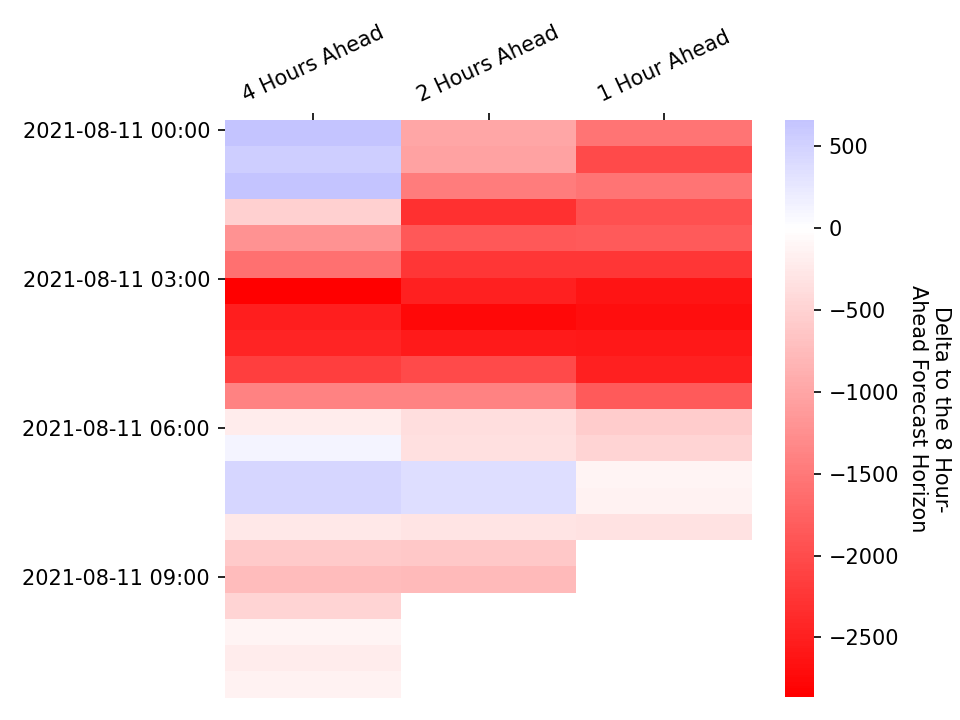 4 Hours Ahead
2 Hours Ahead
1 Hour Ahead
2021-08-11 00:00
2021-08-11 03:00
2021-08-11 06:00
2021-08-11 09:00
500
0
−500
−1000
−1500
−2000
−2500
Delta to the 8 Hour-
Ahead Forecast Horizon